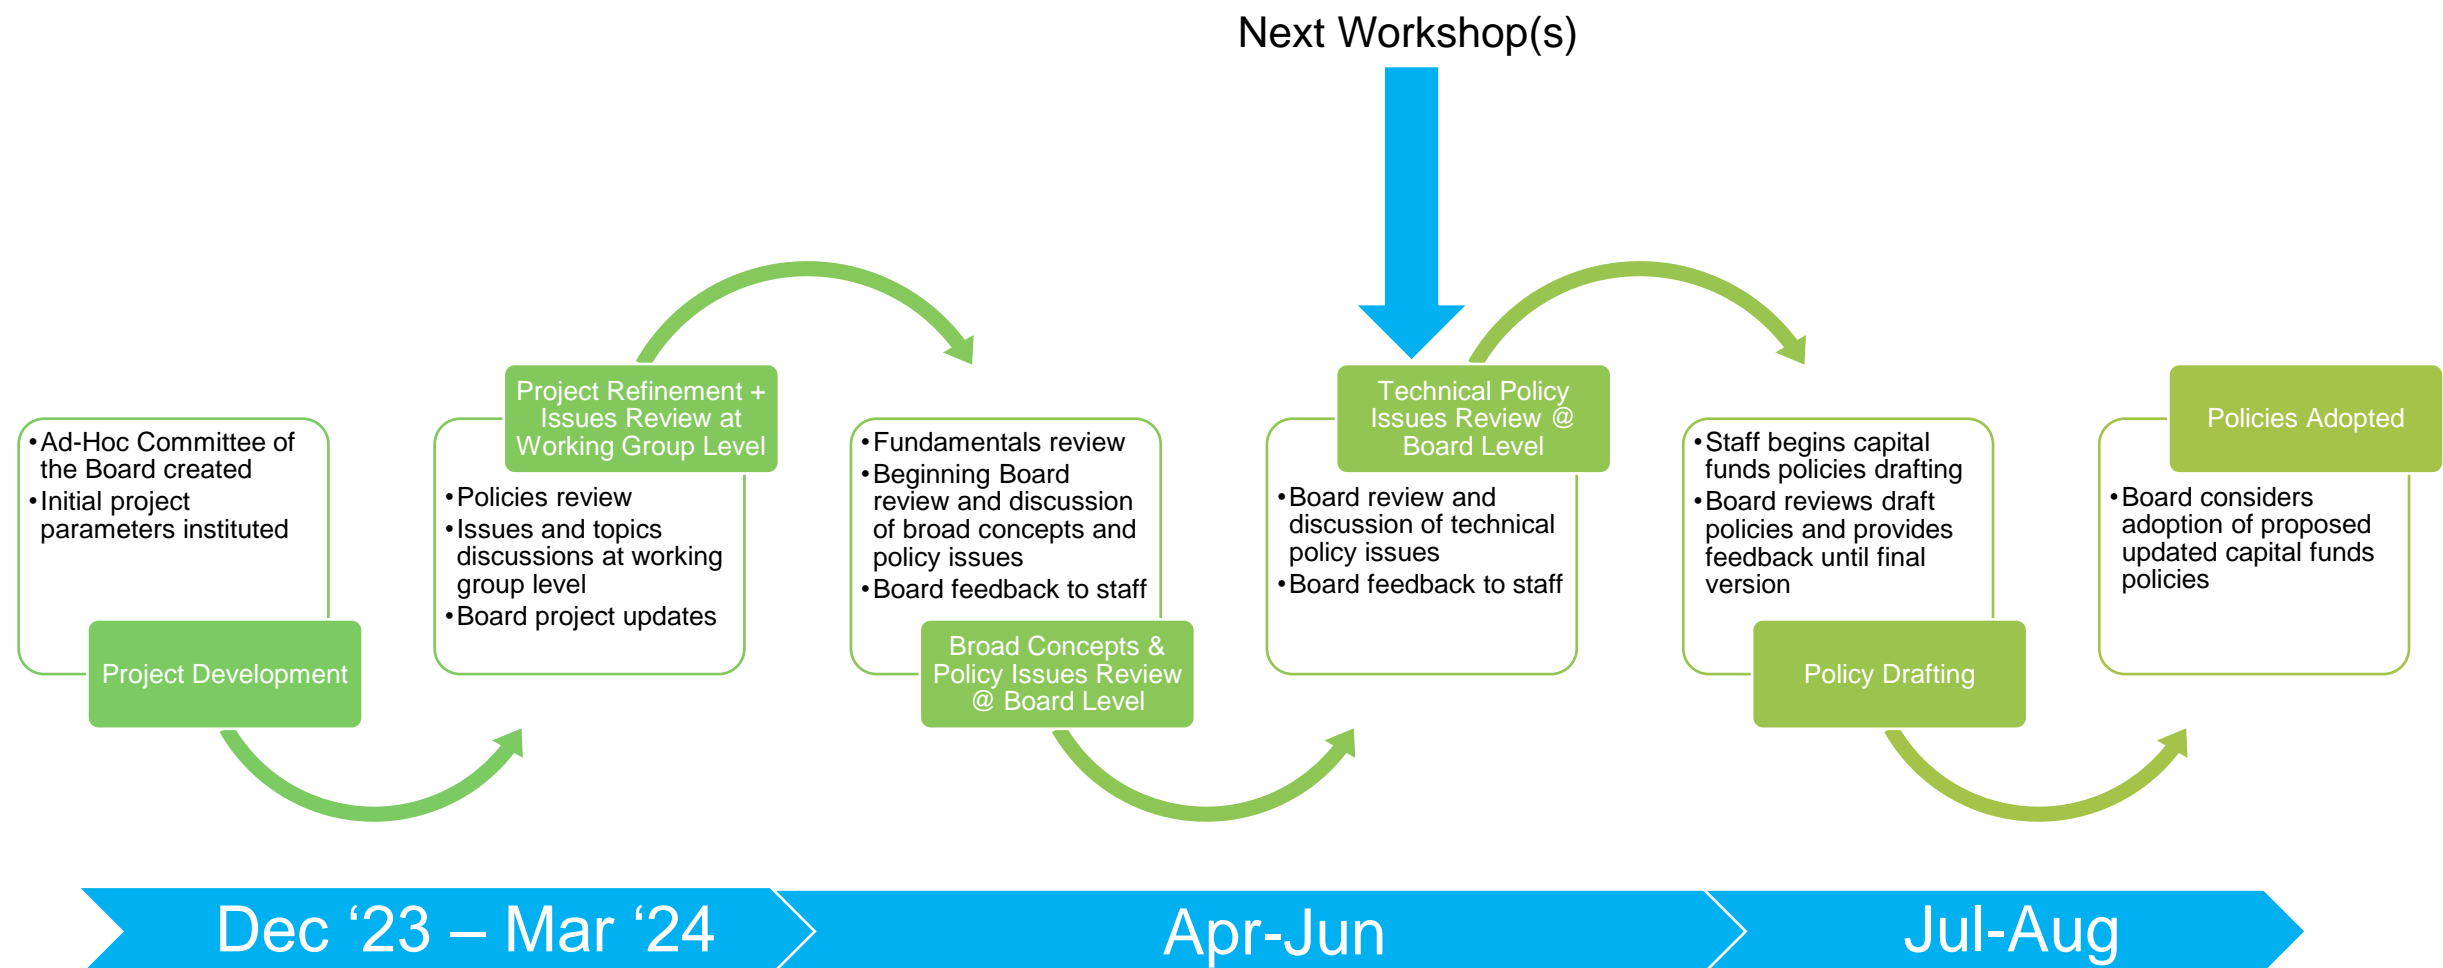 Next Workshop(s)
•Ad-Hoc Committee of
the Board created
•Initial project
parameters instituted
Project Development
Project Refinement +
Issues Review at
Working Group Level
•Policies review
•Issues and topics
discussions at working
group level
•Board project updates
•Fundamentals review
•Beginning Board
review and discussion
of broad concepts and
policy issues
•Board feedback to staff
Broad Concepts &
Policy Issues Review
@ Board Level
Technical Policy
Issues Review @
Board Level
•Board review and
discussion of technical
policy issues
•Board feedback to staff
•Staff begins capital
funds policies drafting
•Board reviews draft
policies and provides
feedback until final
version
Policy Drafting
Policies Adopted
•Board considers
adoption of proposed
updated capital funds
policies
Dec ‘23 – Mar ‘24
Apr-Jun
Jul-Aug